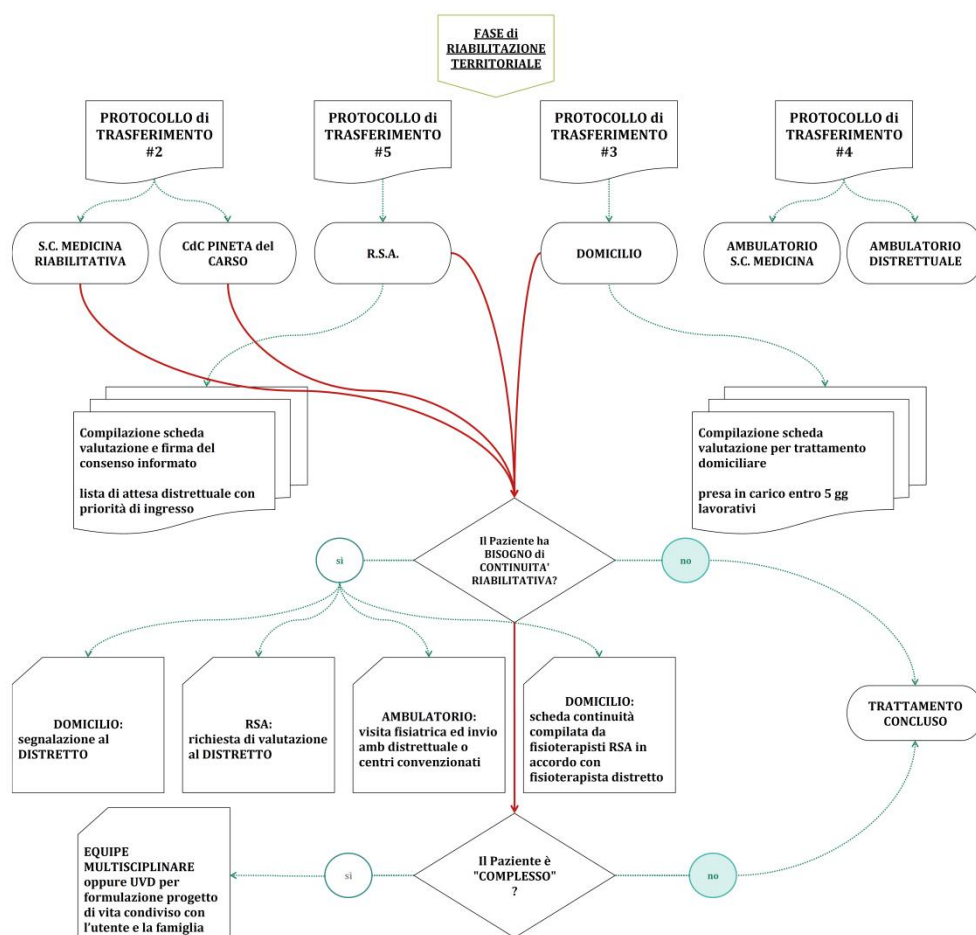 FASE di
RIABILITAZIONE
TERRITORIALE
PROTOCOLLO di
TRASFERIMENTO
#2
PROTOCOLLO di
TRASFERIMENTO
#5
PROTOCOLLO di
TRASFERIMENTO
#3
PROTOCOLLO di
TRASFERIMENTO
#4
S.C. MEDICINA
RIABILITATIVA
CdC PINETA del
CARSO
R.S.A.
DOMICILIO
AMBULATORIO
S.C. MEDICINA
AMBULATORIO
DISTRETTUALE
Compilazione scheda
valutazione e firma del
consenso informato
lista di attesa distrettuale con
priorità di ingresso
Compilazione scheda
valutazione per trattamento
domiciliare
presa in carico entro 5 gg
lavorativi
Il Paziente ha
BISOGNO di
CONTINUITA'
RIABILITATIVA?
sì
no
DOMICILIO:
segnalazione al
DISTRETTO
RSA:
richiesta di valutazione
al DISTRETTO
AMBULATORIO:
visita fisiatrica ed invio
amb distrettuale o
centri convenzionati
DOMICILIO:
scheda continuità
compilata da
fisioterapisti RSA in
accordo con
fisioterapista distretto
TRATTAMENTO
CONCLUSO
EQUIPE
MULTISCIPLINARE
oppure UVD per
formulazione progetto
di vita condiviso con
l'utente e la famiglia
sì
Il Paziente è
"COMPLESSO"
?
no